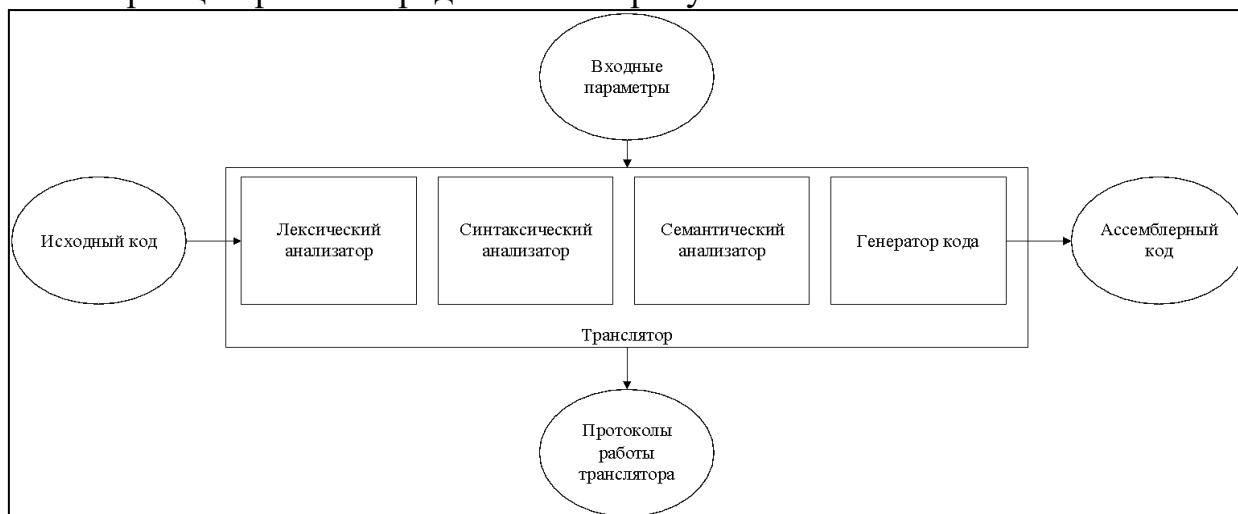 Входные
параметры
Исходный код
Лексический
анализатор
Синтаксический
анализатор
Семантический
анализатор
Генератор кода
Ассемблерный
код
Транслятор
Протоколы
работы
транслятора